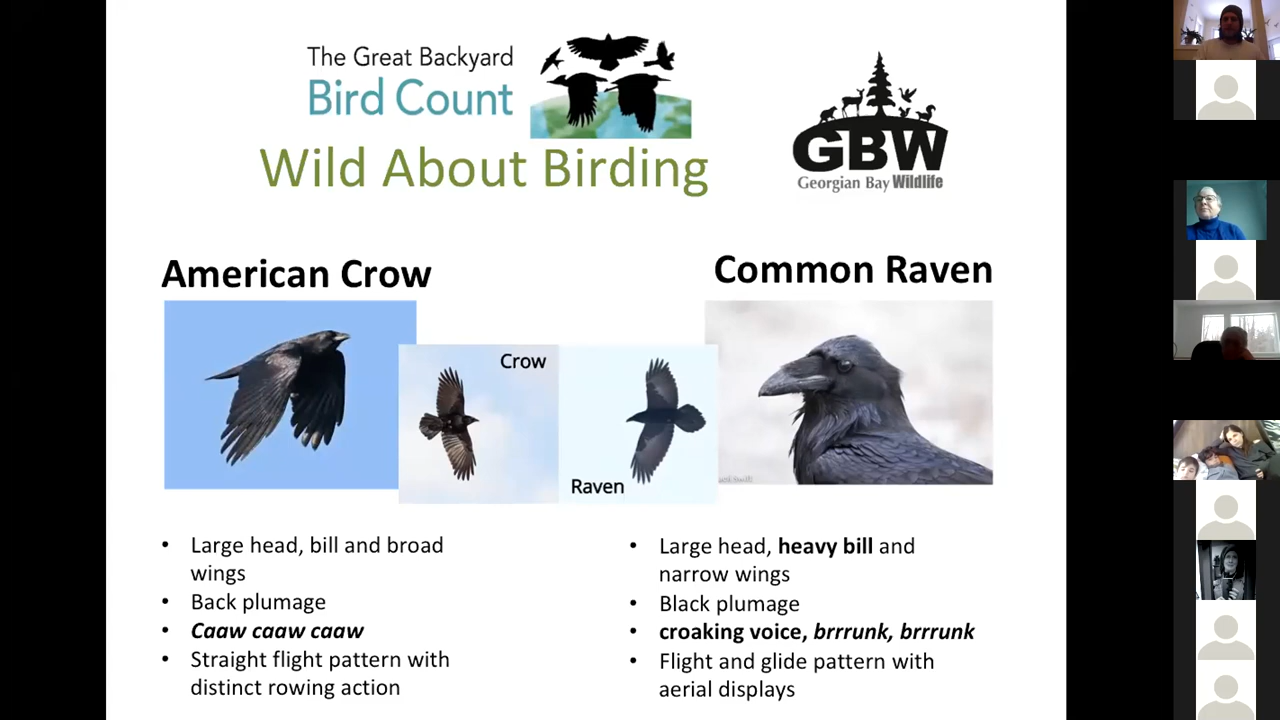 The Great Backyard
Bird Count
Wild About Birding
GBW
Georgian Bay Wildlife
American Crow
Common Raven
Crow
Raven
• Large head, bill and broad
wings
• Back plumage
• Caaw caaw caaw
• Straight flight pattern with
distinct rowing action
• Large head, heavy bill and
narrow wings
• Black plumage
• croaking voice, brrrunk, brrrunk
• Flight and glide pattern with
aerial displays